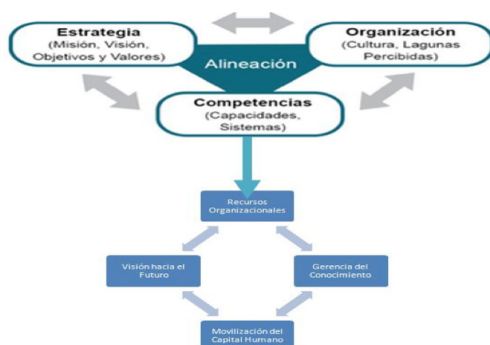 Estrategia
(Misión, Visión,
Objetivos y Valores)
Organización
(Cultura, Lagunas
Percibidas)
Alineación
Competencias
(Capacidades,
Sistemas)
Recursos
Organizacionales
Visión hacia el
Futuro
Gerencia del
Conocimiento
Movilización del
Capital Humano